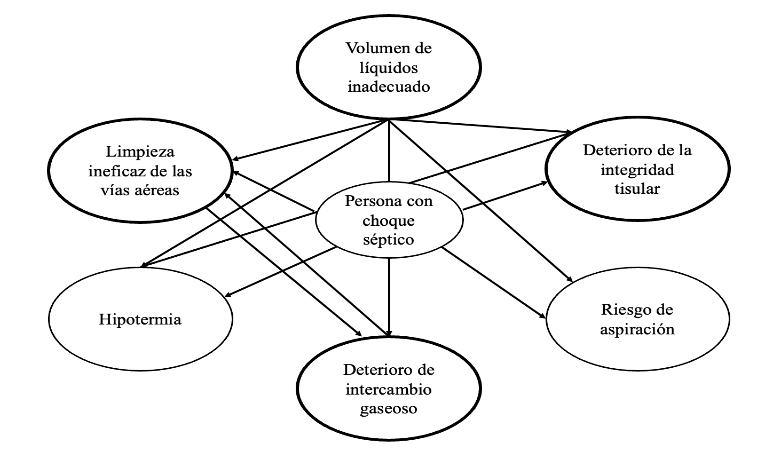 Volumen de
líquidos
inadecuado
Limpieza
ineficaz de las
vías aéreas
Deterioro de la
integridad
tisular
Persona con
choque
séptico
Hipotermia
Riesgo de
aspiración
Deterioro de
intercambio
gaseoso